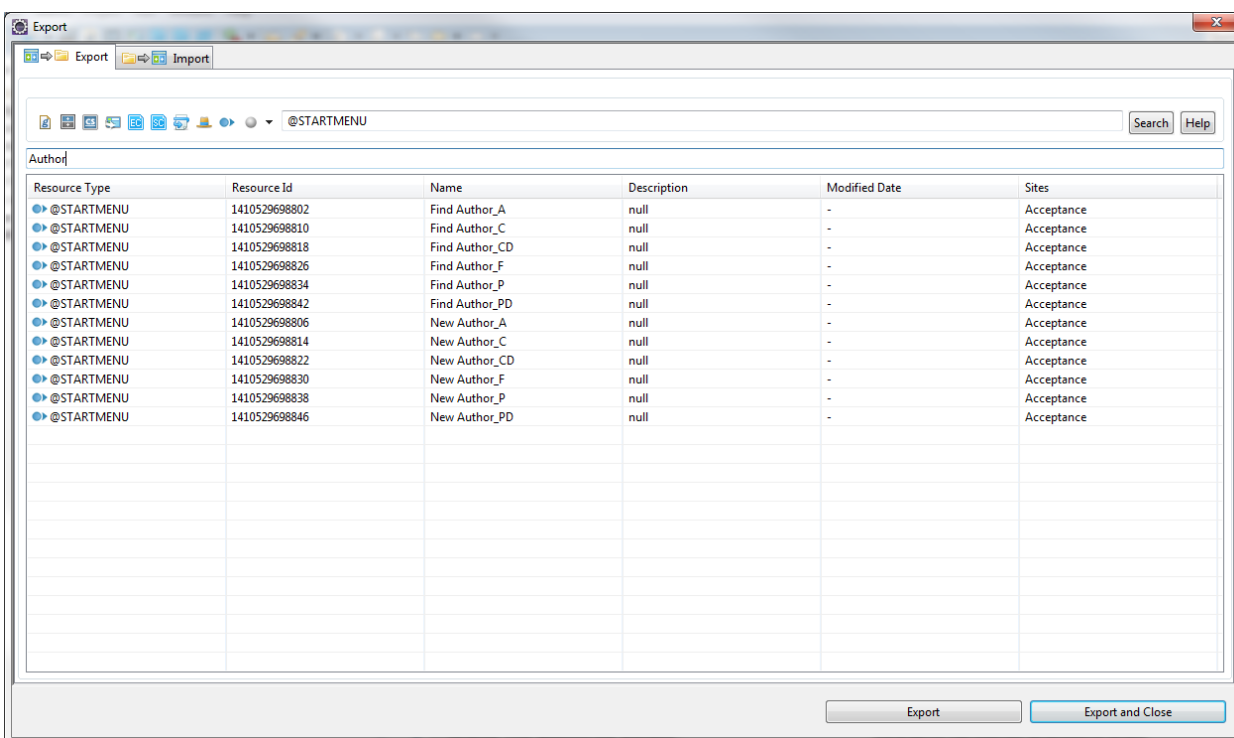 Export
Export Import
@STARTMENU Search Help
Author
Resource Type Resource Id Name Description Modified Date Sites
@STARTMENU 1410529698802 Find Author_A null - Acceptance
@STARTMENU 1410529698810 Find Author_C null - Acceptance
@STARTMENU 1410529698818 Find Author_CD null - Acceptance
@STARTMENU 1410529698826 Find Author_F null - Acceptance
@STARTMENU 1410529698834 Find Author_P null - Acceptance
@STARTMENU 1410529698842 Find Author_PD null - Acceptance
@STARTMENU 1410529698806 New Author_A null - Acceptance
@STARTMENU 1410529698814 New Author_C null - Acceptance
@STARTMENU 1410529698822 New Author_CD null - Acceptance
@STARTMENU 1410529698830 New Author_F null - Acceptance
@STARTMENU 1410529698838 New Author_P null - Acceptance
@STARTMENU 1410529698846 New Author_PD null - Acceptance
Export Export and Close